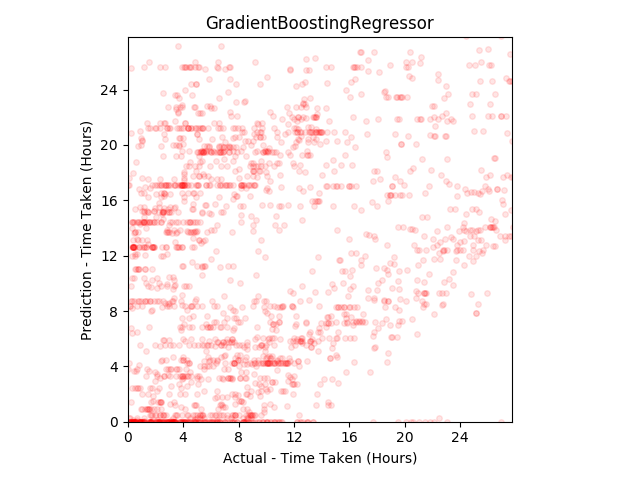 GradientBoostingRegressor
Prediction - Time Taken (Hours)
24
20
16
12
8
4
0
0 4 8 12 16 20 24
Actual - Time Taken (Hours)